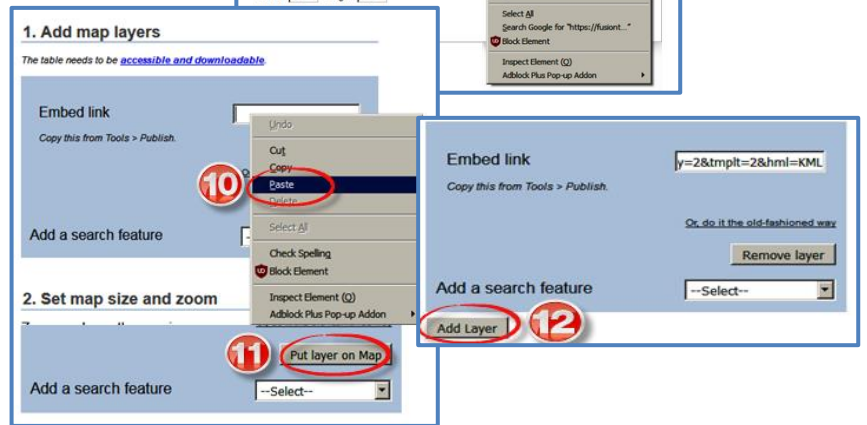 Select All
Search Google for "https://fusiont..."
Block Element
Inspect Element (Q)
Adblock Plus Pop-up Addon
1. Add map layers
The table needs to be accessible and downloadable.
Embed link
Copy this from Tools > Publish.
Add a search feature
Undo
Cut
Copy
Paste
Delete
Select All
Check Spelling
Block Element
Inspect Element (Q)
Adblock Plus Pop-up Addon
10
2. Set map size and zoom
11
Put layer on Map
Add a search feature
--Select--
Embed link
y=2&tmplt=2&hml=KML
Copy this from Tools > Publish.
Or, do it the old-fashioned way
Remove layer
Add a search feature
--Select--
Add Layer
12